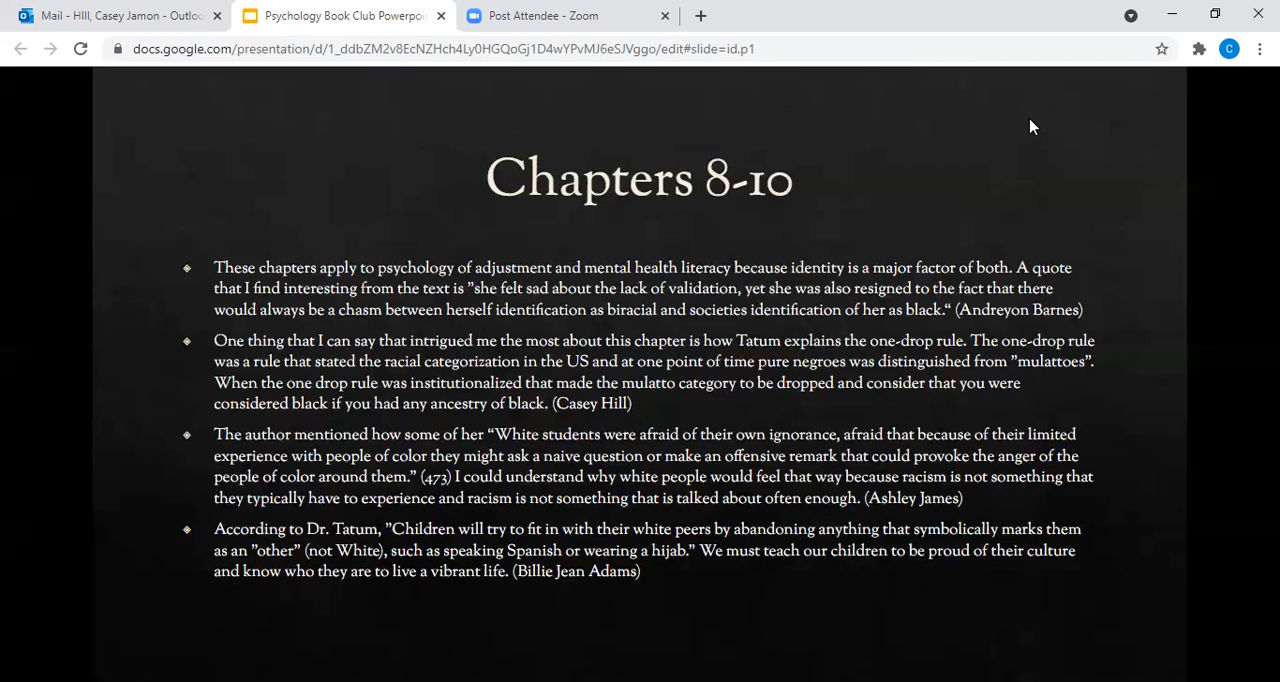 Mail - HIll, Casey Jamon - Outloo
Psychology Book Club Powerpoi
Post Attendee - Zoom
docs.google.com/presentation/d/1_ddbZM2v8EcNZHch4Ly0HGQoGj1D4wYPvMJ6eSJVggo/edit#slide=id.p1
C
Chapters 8-10
These chapters apply to psychology of adjustment and mental health literacy because identity is a major factor of both. A quote
that I find interesting from the text is "she felt sad about the lack of validation, yet she was also resigned to the fact that there
would always be a chasm between herself identification as biracial and societies identification of her as black.“ (Andreyon Barnes)
One thing that I can say that intrigued me the most about this chapter is how Tatum explains the one-drop rule. The one-drop rule
was a rule that stated the racial categorization in the US and at one point of time pure negroes was distinguished from "mulattoes".
When the one drop rule was institutionalized that made the mulatto category to be dropped and consider that you were
considered black if you had any ancestry of black. (Casey Hill)
The author mentioned how some of her “White students were afraid of their own ignorance, afraid that because of their limited
experience with people of color they might ask a naive question or make an offensive remark that could provoke the anger of the
people of color around them.” (473) I could understand why white people would feel that way because racism is not something that
they typically have to experience and racism is not something that is talked about often enough. (Ashley James)
According to Dr. Tatum, "Children will try to fit in with their white peers by abandoning anything that symbolically marks them
as an "other" (not White), such as speaking Spanish or wearing a hijab." We must teach our children to be proud of their culture
and know who they are to live a vibrant life. (Billie Jean Adams)